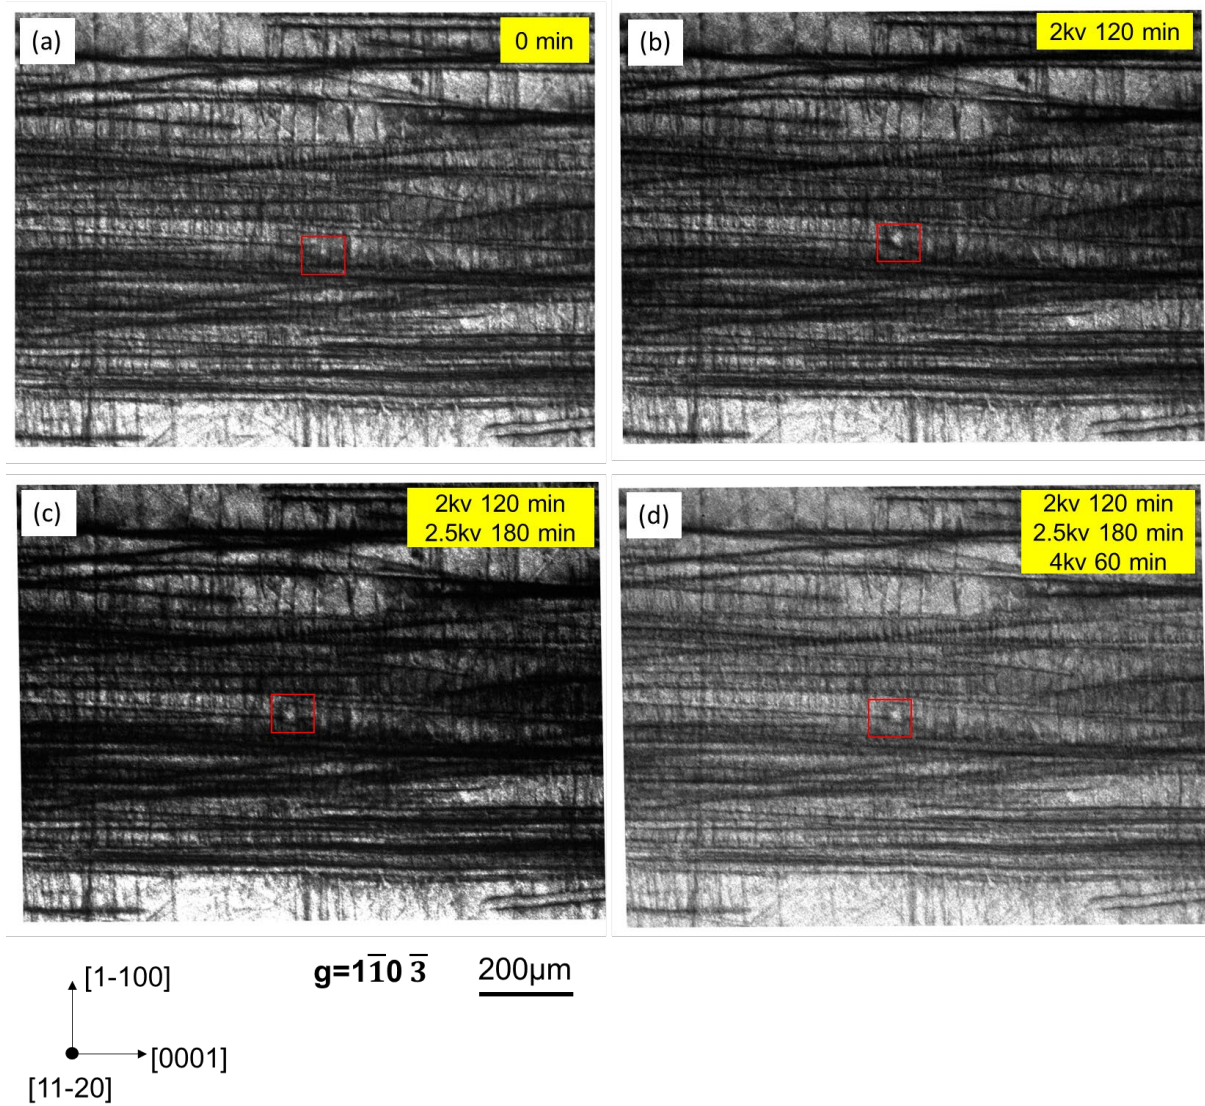 (a)
0 min
(b)
2kv 120 min
(c)
2kv 120 min
2.5kv 180 min
(d)
2kv 120 min
2.5kv 180 min
4kv 60 min
[1-100]
[0001]
[11-20]
g=11̅0 3̅
200μm